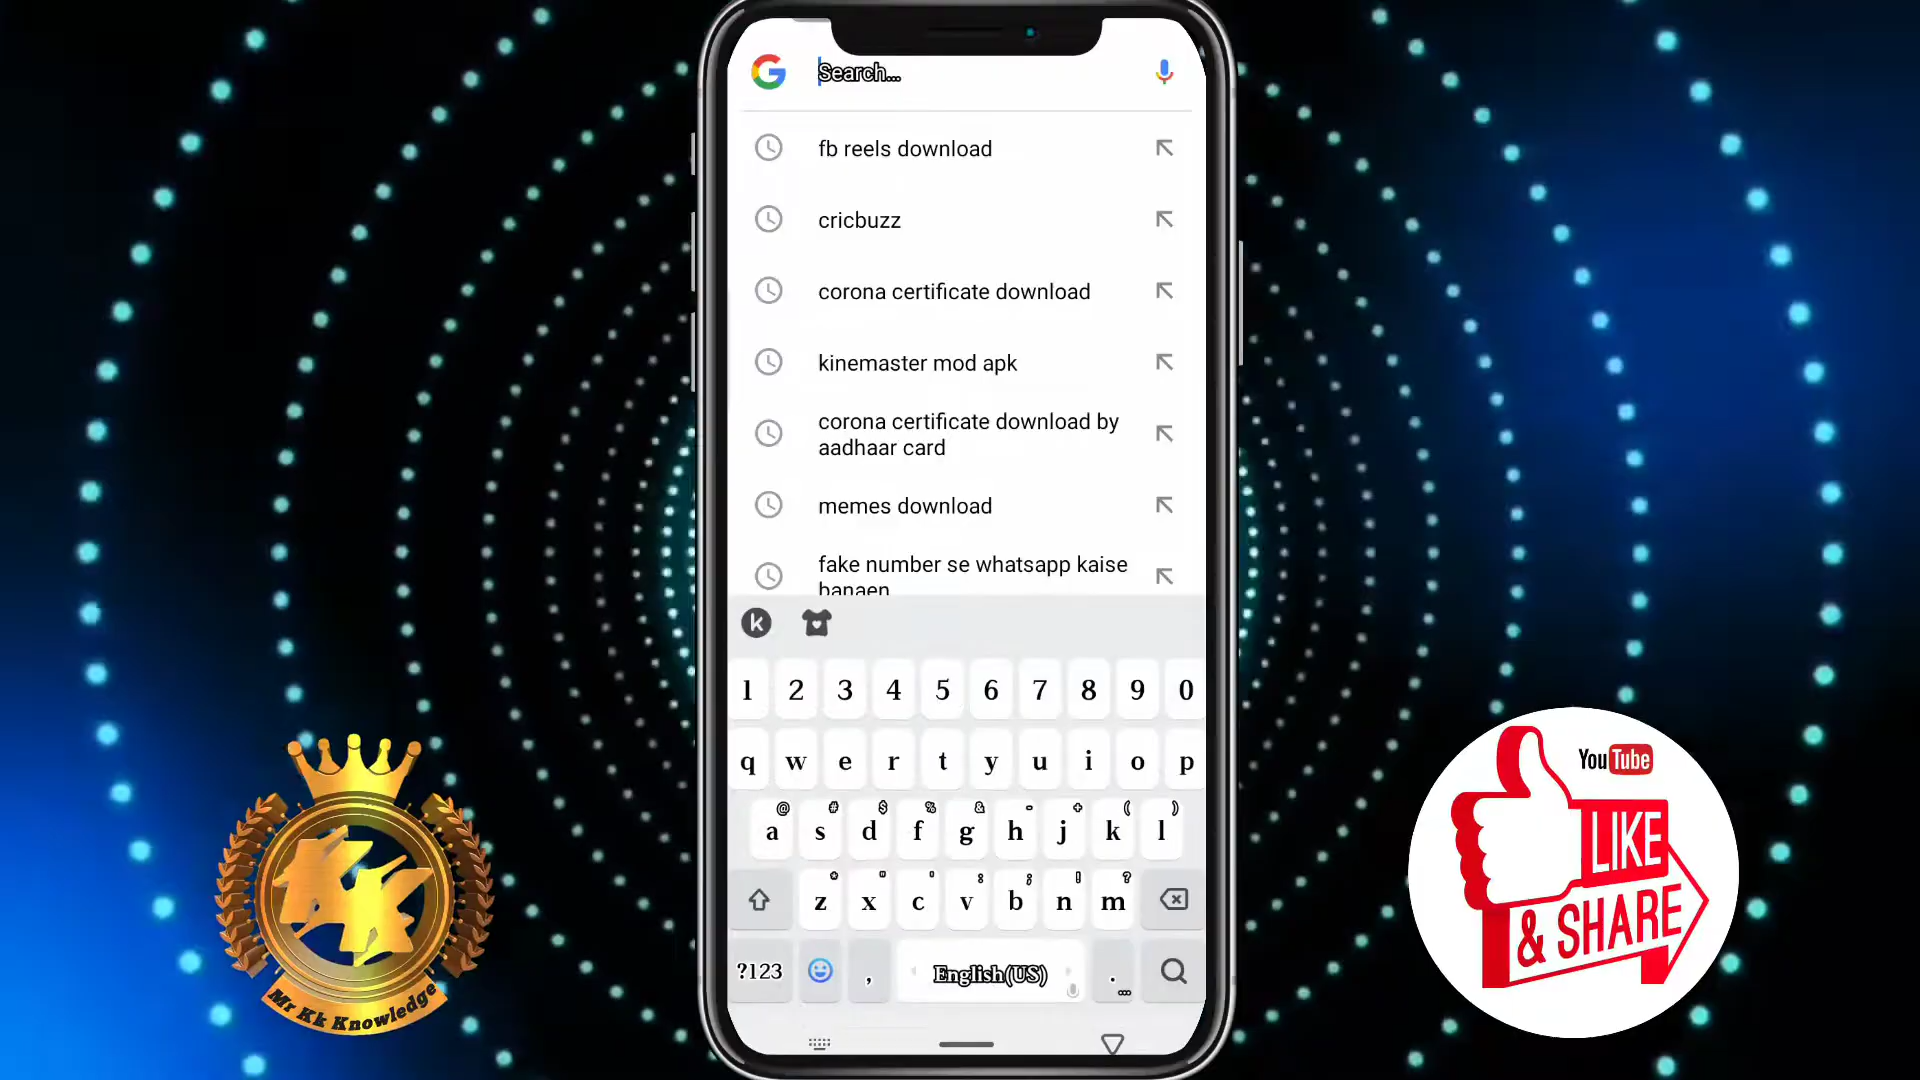 Search...
fb reels download
cricbuzz
corona certificate download
kinemaster mod apk
corona certificate download by
aadhaar card
memes download
fake number se whatsapp kaise
banaen
k
1 2 3 4 5 6 7 8 9 0
q w e r t y u i o p
@ # $ % & - + ( )
a s d f g h j k l
* " ' : ; ! ?
z x c v b n m
?123 , English(US) . ...
KK
Mr Kk Knowledge
YouTube
LIKE
& SHARE